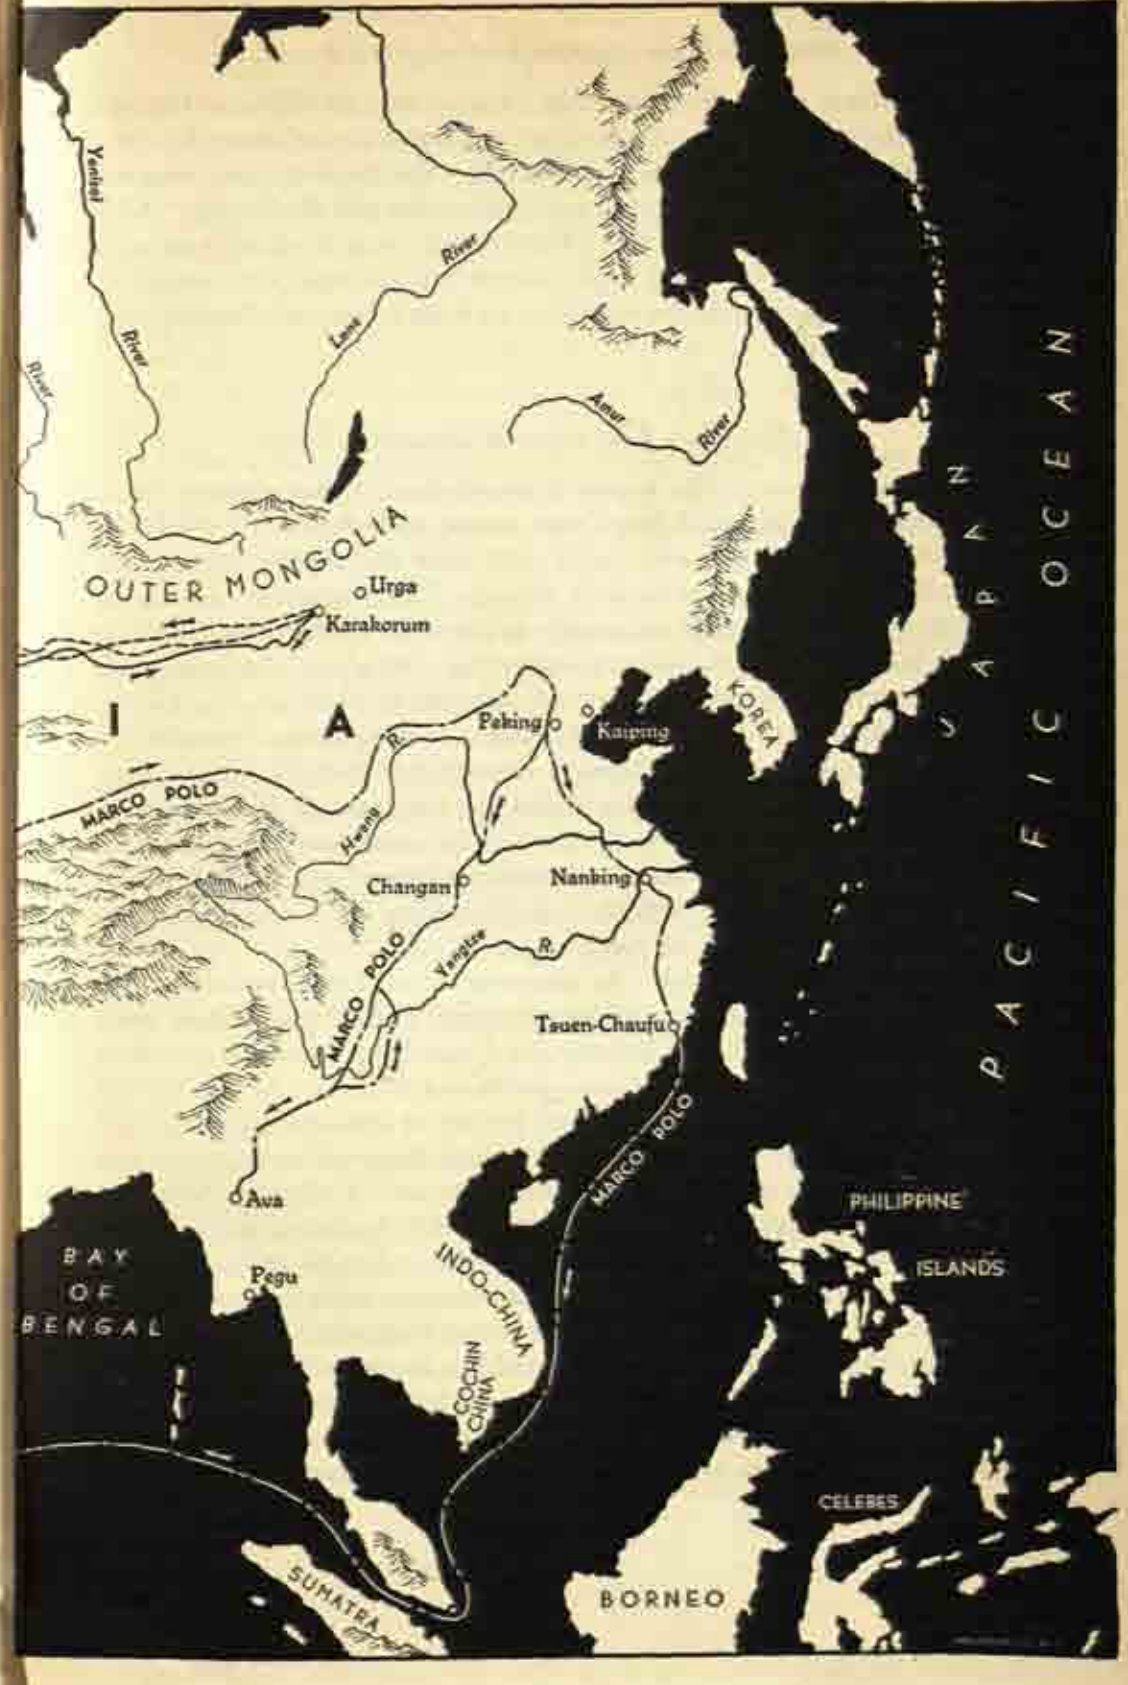 Yenisei
River
River
Lena
River
Amur
River
OUTER MONGOLIA
Urga
Karakorum
I A
Peking
Kaiping
KOREA
JAPAN
PACIFIC OCEAN
MARCO POLO
Hwang
R.
Changan
Nanking
MARCO POLO
Yangtze
R.
Tsuen-Chaufu
MARCO POLO
Ava
Pegu
BAY
OF
BENGAL
INDO-CHINA
COCHIN
CHINA
PHILIPPINE
ISLANDS
CELEBES
SUMATRA
BORNEO